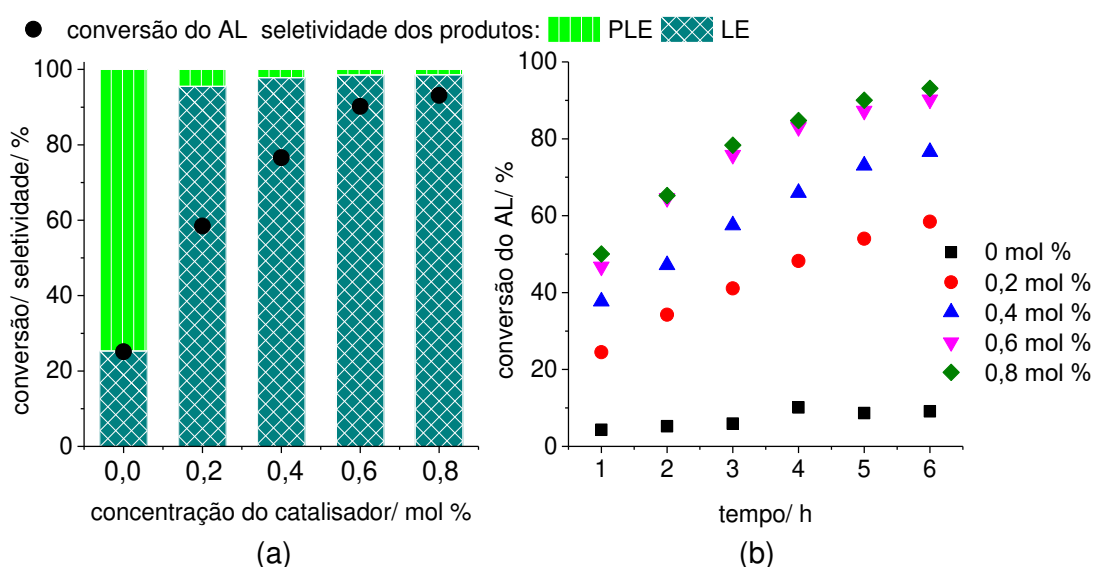 conversão do AL seletividade dos produtos: PLE LE
conversão/ seletividade/ %
100
80
60
40
20
0
0,0 0,2 0,4 0,6 0,8
concentração do catalisador/ mol %
(a)
conversão do AL/ %
100
80
60
40
20
0
1 2 3 4 5 6
tempo/ h
(b)
0 mol %
0,2 mol %
0,4 mol %
0,6 mol %
0,8 mol %